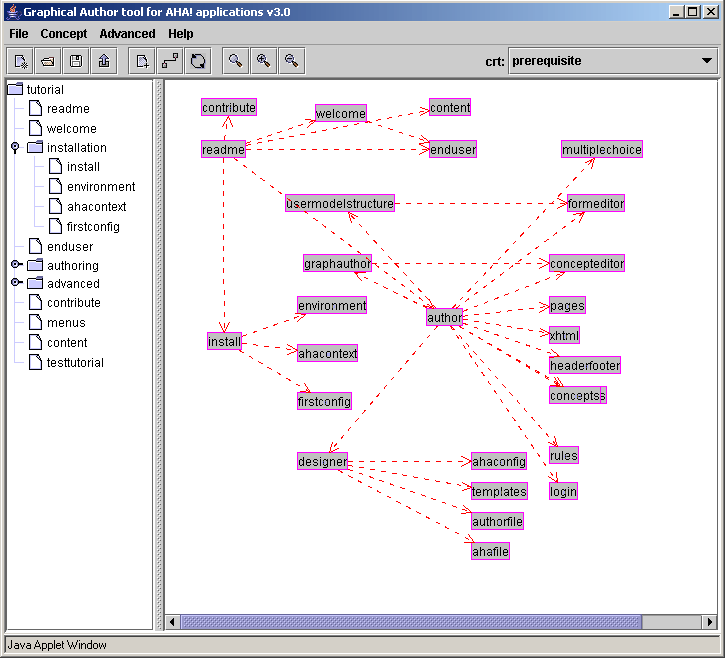 Graphical Author tool for AHA! applications v3.0
File Concept Advanced Help
crt: prerequisite
tutorial
readme
welcome
installation
install
environment
ahacontext
firstconfig
enduser
authoring
advanced
contribute
menus
content
testtutorial
contribute
welcome
content
readme
enduser
multiplechoice
usermodelstructure
formeditor
graphauthor
concepteditor
environment
pages
author
install
xhtml
ahacontext
headerfooter
firstconfig
concepts
designer
ahaconfig
rules
templates
login
authorfile
ahafile
Java Applet Window